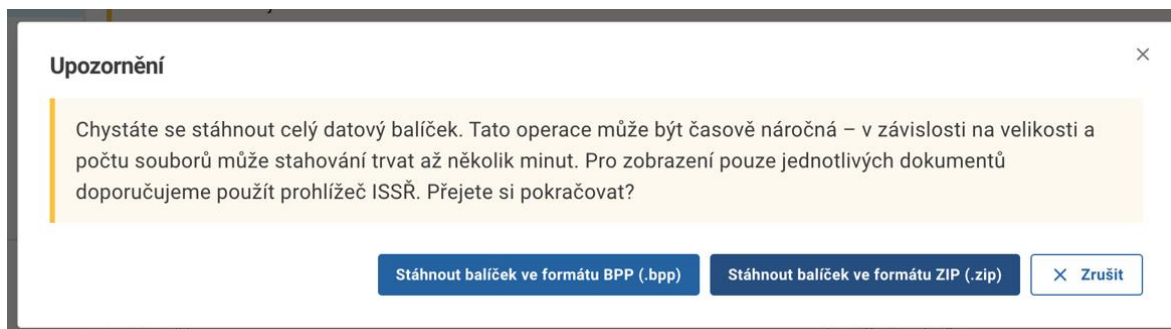 Upozornění
Chystáte se stáhnout celý datový balíček. Tato operace může být časově náročná – v závislosti na velikosti a
počtu souborů může stahování trvat až několik minut. Pro zobrazení pouze jednotlivých dokumentů
doporučujeme použít prohlížeč ISSŘ. Přejete si pokračovat?
Stáhnout balíček ve formátu BPP (.bpp)
Stáhnout balíček ve formátu ZIP (.zip)
Zrušit